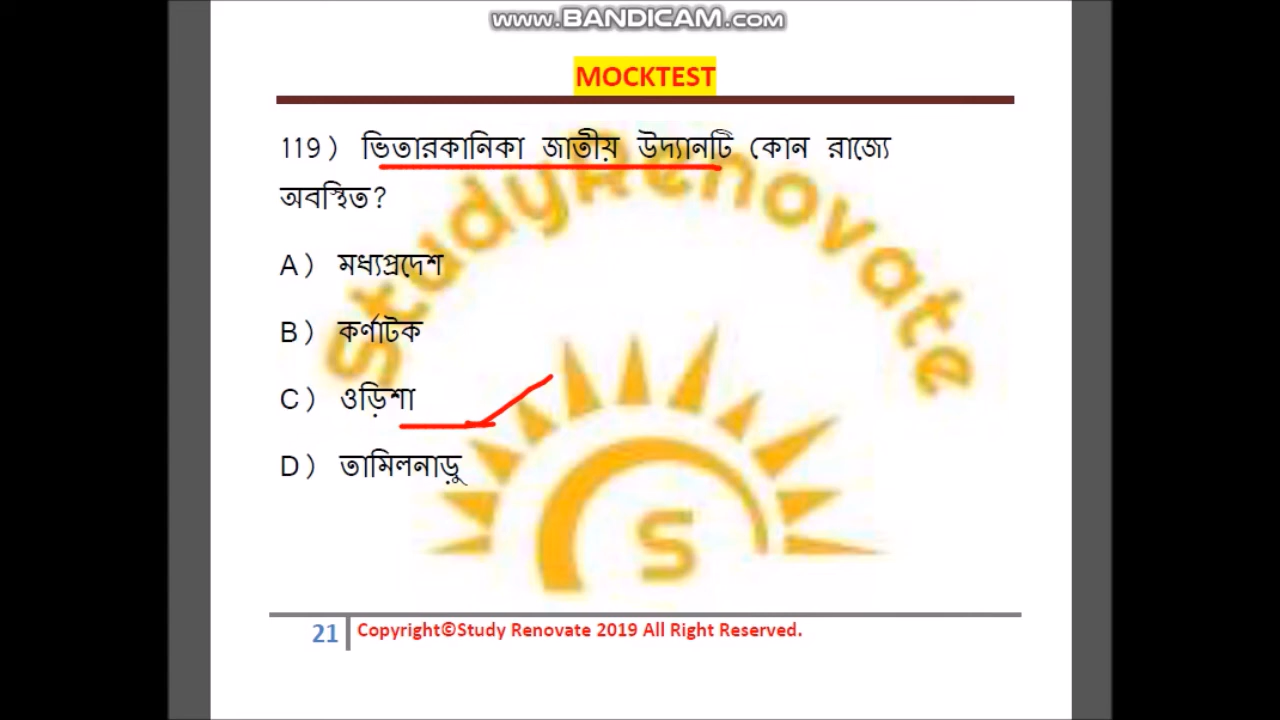 www.BANDICAM.com
MOCKTEST
119) ভিতারকানিকা জাতীয় উদ্যানটি কোন রাজ্যে
অবস্থিত?
A) মধ্যপ্রদেশ
B) কর্ণাটক
C) ওড়িশা
D) তামিলনাড়ু
StudyRenovate
S
21 Copyright©Study Renovate 2019 All Right Reserved.